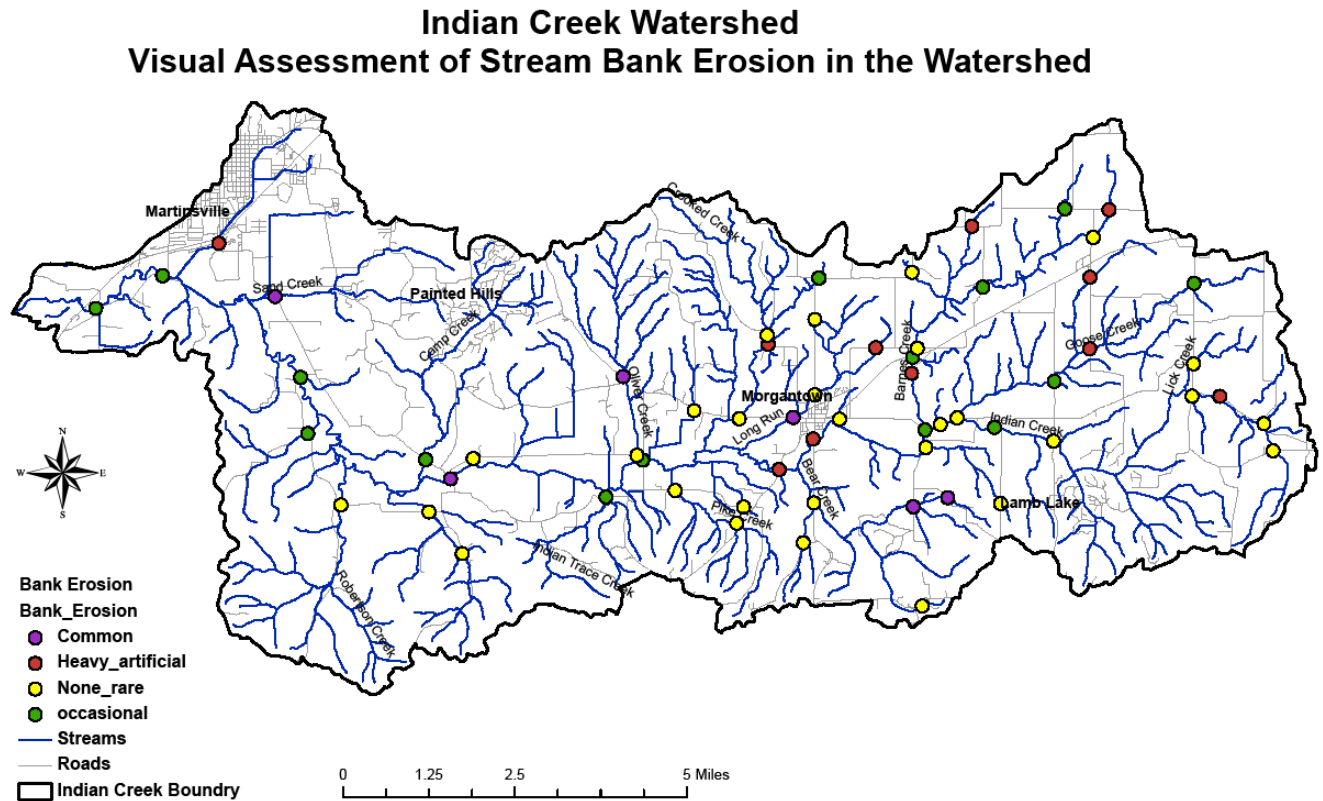 Indian Creek Watershed
Visual Assessment of Stream Bank Erosion in the Watershed
Crooked Creek
Martinsville
Sand Creek
Painted Hills
Camp Creek
Goose Creek
Barnes Creek
Lick Creek
Oliver Creek
Morgantown
Long Run
Indian Creek
N
W
E
S
Bear Creek
Lamb Lake
Pike Creek
Indian Trace Creek
Robertson Creek
Bank Erosion
Bank_Erosion
Common
Heavy_artificial
None_rare
occasional
Streams
Roads
Indian Creek Boundry
0 1.25 2.5 5 Miles